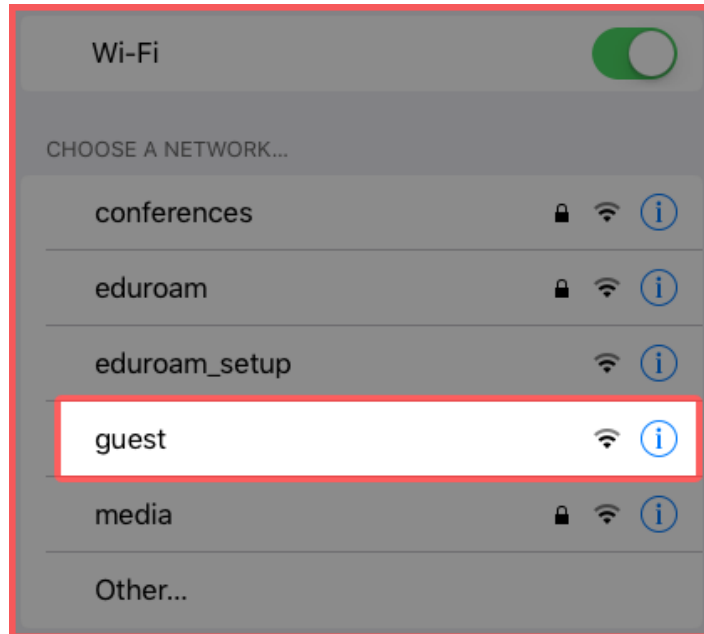 Wi-Fi
CHOOSE A NETWORK...
conferences
eduroam
eduroam_setup
guest
media
Other...